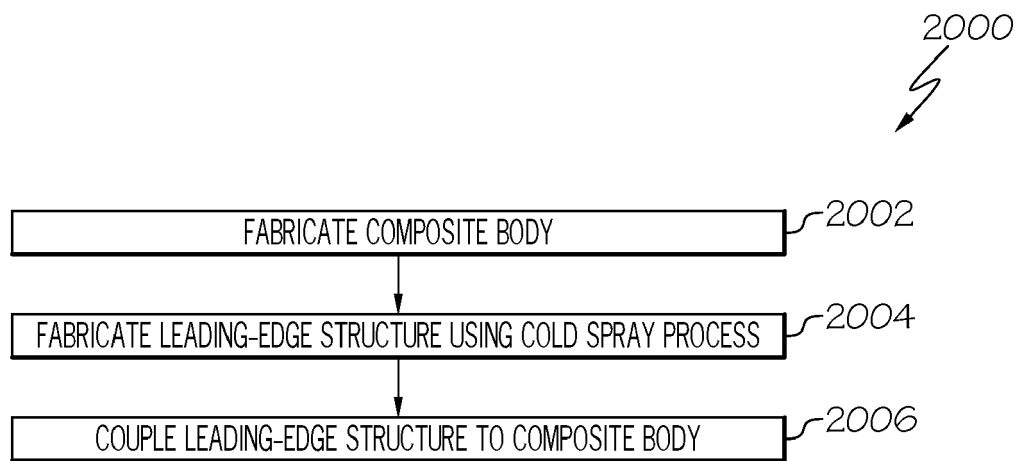 2000
FABRICATE COMPOSITE BODY
2002
FABRICATE LEADING-EDGE STRUCTURE USING COLD SPRAY PROCESS
2004
COUPLE LEADING-EDGE STRUCTURE TO COMPOSITE BODY
2006